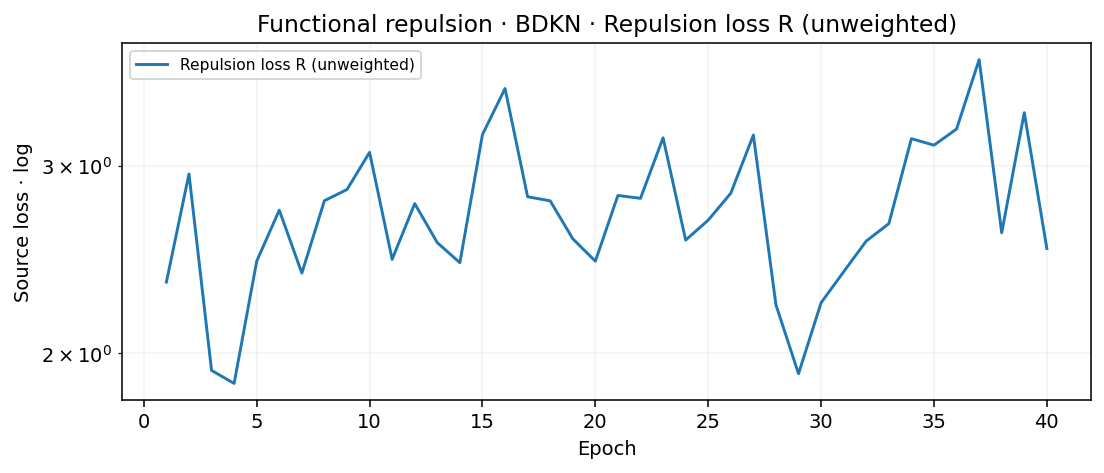 Functional repulsion · BDKN · Repulsion loss R (unweighted)
Repulsion loss R (unweighted)
Source loss · log
3 × 10⁰
2 × 10⁰
0 5 10 15 20 25 30 35 40
Epoch